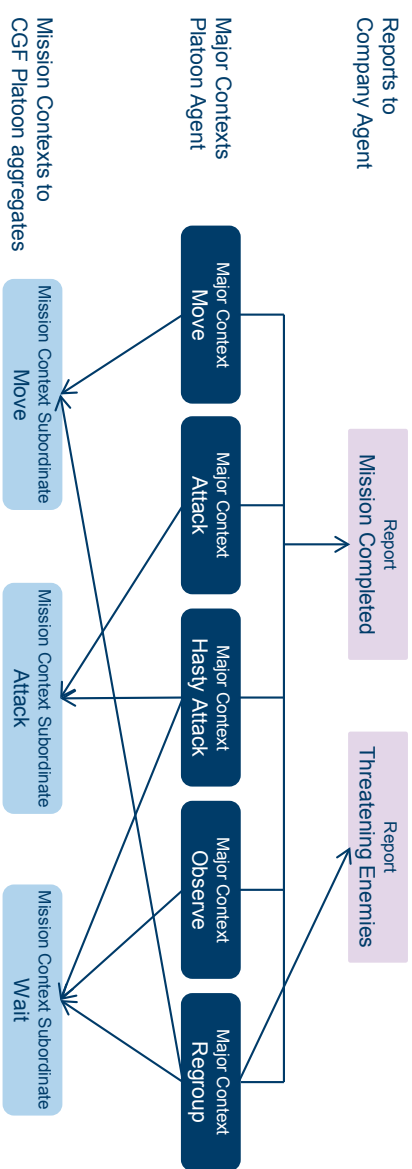 Reports to
Company Agent
Report
Mission Completed
Report
Threatening Enemies
Major Contexts
Platoon Agent
Major Context
Move
Major Context
Attack
Major Context
Hasty Attack
Major Context
Observe
Major Context
Regroup
Mission Contexts to
CGF Platoon aggregates
Mission Context Subordinate
Move
Mission Context Subordinate
Attack
Mission Context Subordinate
Wait